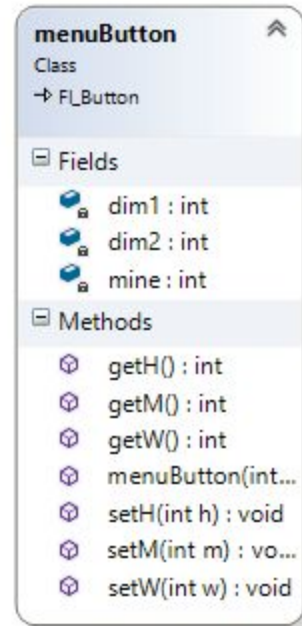 menuButton
Class
Fl_Button
Fields
dim1 : int
dim2 : int
mine : int
Methods
getH() : int
getM() : int
getW() : int
menuButton(int...
setH(int h) : void
setM(int m) : vo...
setW(int w) : void